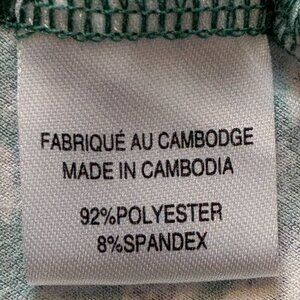 FABRIQUÉ AU CAMBODGE
MADE IN CAMBODIA
92%POLYESTER
8%SPANDEX